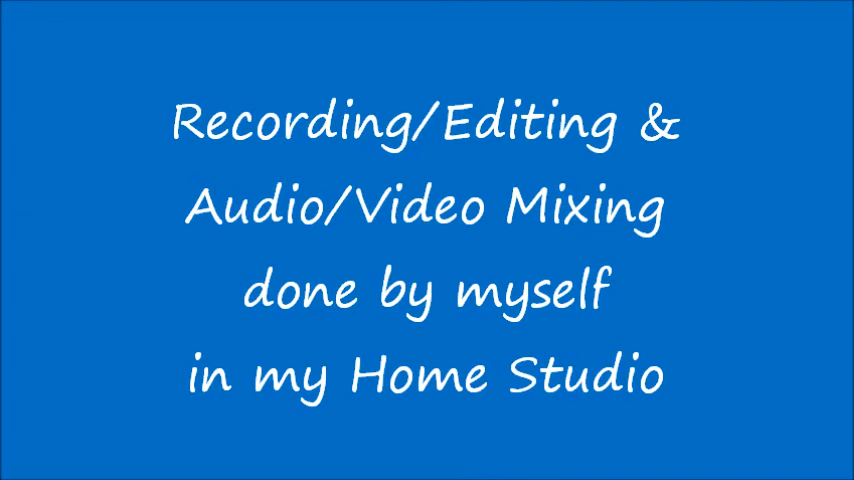 Recording/Editing &
Audio/Video Mixing
done by myself
in my Home Studio